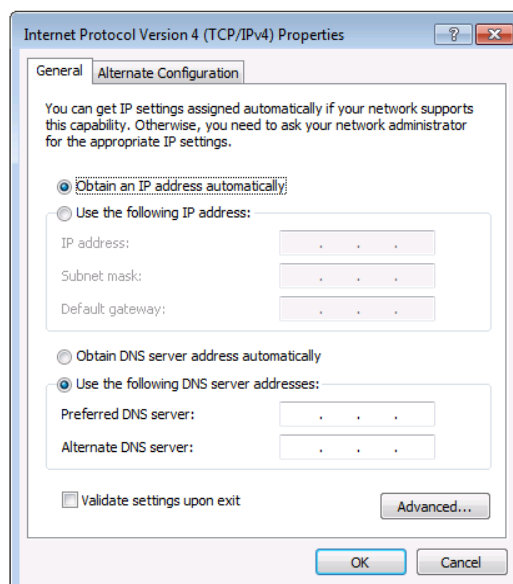 Internet Protocol Version 4 (TCP/IPv4) Properties
General
Alternate Configuration
You can get IP settings assigned automatically if your network supports
this capability. Otherwise, you need to ask your network administrator
for the appropriate IP settings.
Obtain an IP address automatically
Use the following IP address:
IP address:
Subnet mask:
Default gateway:
Obtain DNS server address automatically
Use the following DNS server addresses:
Preferred DNS server:
Alternate DNS server:
Validate settings upon exit
Advanced...
OK
Cancel